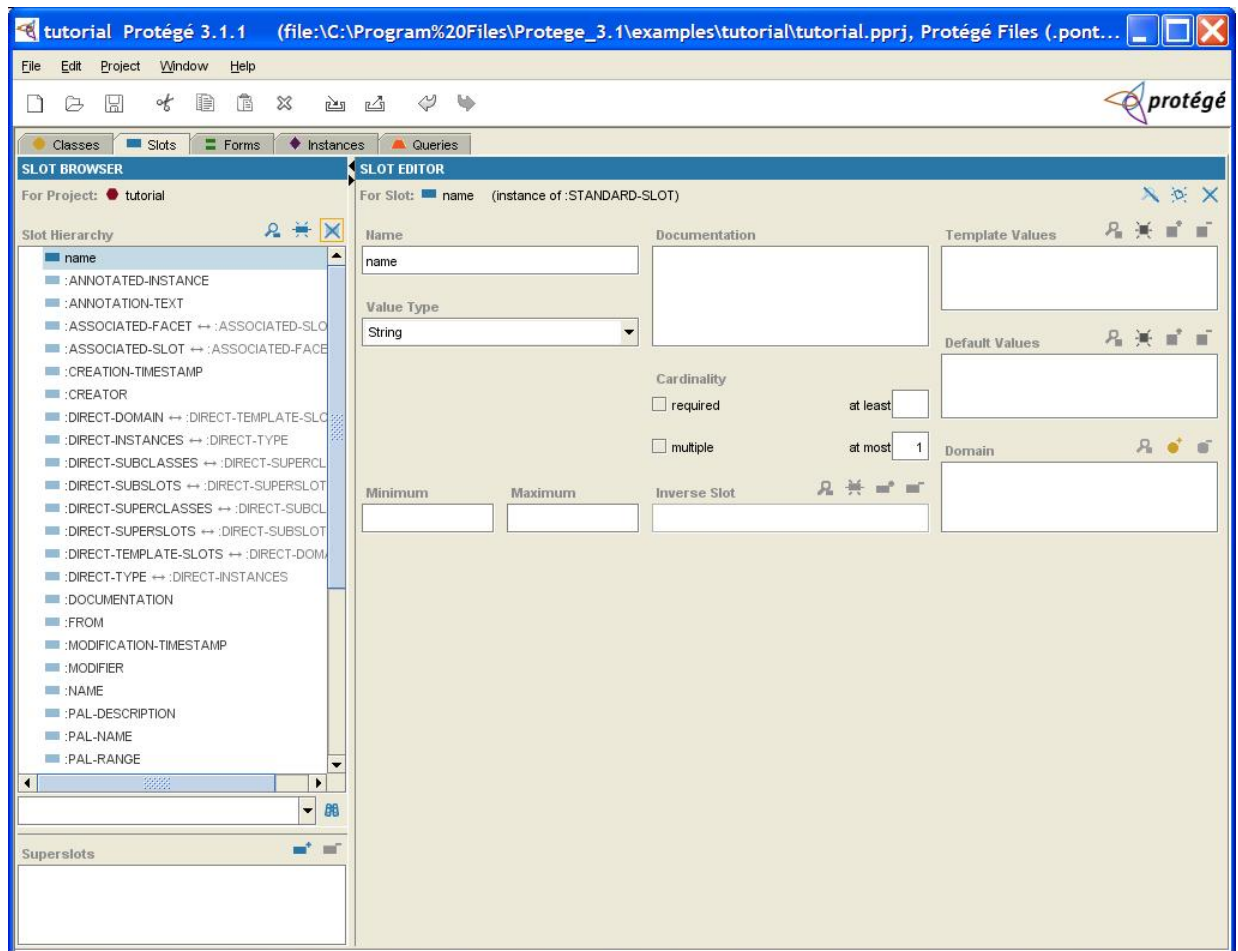 tutorial Protégé 3.1.1 (file:\C:\Program%20Files\Protege_3.1\examples\tutorial\tutorial.pprj, Protégé Files (.pont...
File Edit Project Window Help
protégé
Classes Slots Forms Instances Queries
SLOT BROWSER
For Project: tutorial
Slot Hierarchy
name
:ANNOTATED-INSTANCE
:ANNOTATION-TEXT
:ASSOCIATED-FACET ↔ :ASSOCIATED-SLO
:ASSOCIATED-SLOT ↔ :ASSOCIATED-FACE
:CREATION-TIMESTAMP
:CREATOR
:DIRECT-DOMAIN ↔ :DIRECT-TEMPLATE-SLO
:DIRECT-INSTANCES ↔ :DIRECT-TYPE
:DIRECT-SUBCLASSES ↔ :DIRECT-SUPERCL
:DIRECT-SUBSLOTS ↔ :DIRECT-SUPERSLOT
:DIRECT-SUPERCLASSES ↔ :DIRECT-SUBCL
:DIRECT-SUPERSLOTS ↔ :DIRECT-SUBSLOT
:DIRECT-TEMPLATE-SLOTS ↔ :DIRECT-DOMA
:DIRECT-TYPE ↔ :DIRECT-INSTANCES
:DOCUMENTATION
:FROM
:MODIFICATION-TIMESTAMP
:MODIFIER
:NAME
:PAL-DESCRIPTION
:PAL-NAME
:PAL-RANGE
Superslots
SLOT EDITOR
For Slot: name (instance of :STANDARD-SLOT)
Name
name
Value Type
String
Documentation
Cardinality
required at least
multiple at most 1
Minimum Maximum Inverse Slot
Template Values
Default Values
Domain